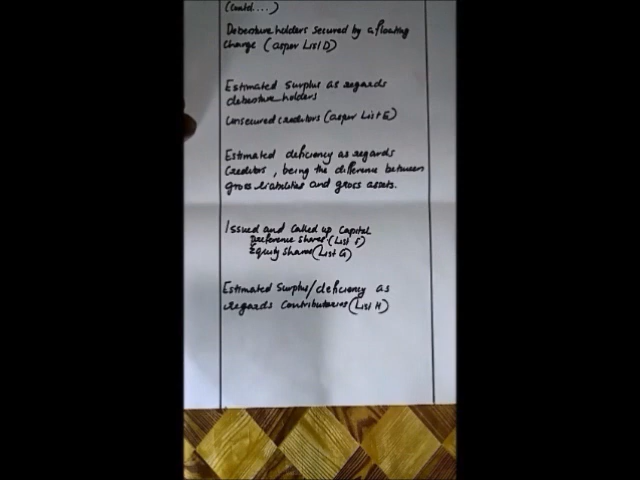 (Contd....)
Debenture holders secured by a floating
charge (as per List D)
Estimated Surplus as regards
debenture holders
Unsecured creditors (as per List E)
Estimated deficiency as regards
Creditors, being the difference between
gross liabilities and gross assets.
Issued and Called up Capital
Preference Shares (List F)
Equity Shares (List G)
Estimated Surplus/deficiency as
regards Contributories (List H)